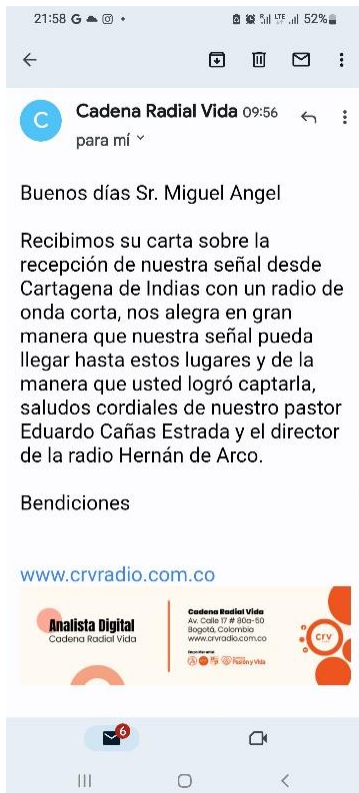 21:58 G 52%
C
Cadena Radial Vida 09:56
para mí
Buenos días Sr. Miguel Angel
Recibimos su carta sobre la
recepción de nuestra señal desde
Cartagena de Indias con un radio de
onda corta, nos alegra en gran
manera que nuestra señal pueda
llegar hasta estos lugares y de la
manera que usted logró captarla,
saludos cordiales de nuestro pastor
Eduardo Cañas Estrada y el director
de la radio Hernán de Arco.
Bendiciones
www.crvradio.com.co
Analista Digital
Cadena Radial Vida
Cadena Radial Vida
Av. Calle 17 # 80a-50
Bogotá, Colombia
www.crvradio.com.co
Pasión y Vida
crv
6